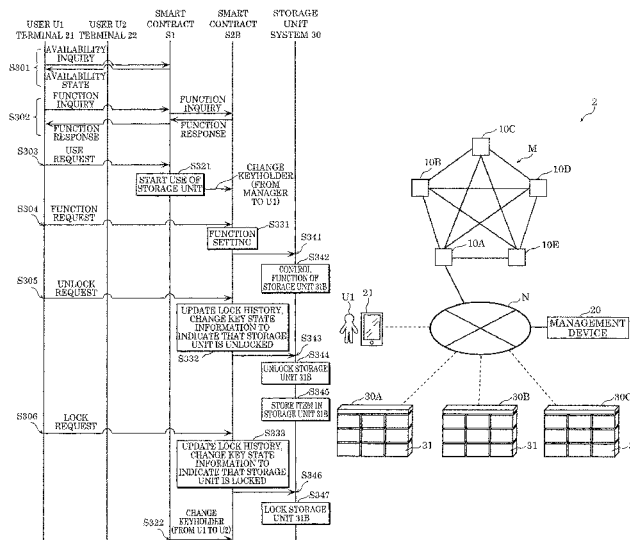 USER U1 TERMINAL 21
USER U2 TERMINAL 22
SMART CONTRACT S1
SMART CONTRACT S2B
STORAGE UNIT SYSTEM 30
S301
AVAILABILITY INQUIRY
AVAILABILITY STATE
S302
FUNCTION INQUIRY
FUNCTION INQUIRY
FUNCTION RESPONSE
FUNCTION RESPONSE
S303
USE REQUEST
S321
START USE OF STORAGE UNIT
CHANGE KEYHOLDER (FROM MANAGER TO U1)
S304
FUNCTION REQUEST
S331
FUNCTION SETTING
S341
S342
CONTROL FUNCTION OF STORAGE UNIT 31B
S305
UNLOCK REQUEST
UPDATE LOCK HISTORY, CHANGE KEY STATE INFORMATION TO INDICATE THAT STORAGE UNIT IS UNLOCKED
S332
S343
S344
UNLOCK STORAGE UNIT 31B
S345
STORE ITEM IN STORAGE UNIT 31B
S306
LOCK REQUEST
S333
UPDATE LOCK HISTORY, CHANGE KEY STATE INFORMATION TO INDICATE THAT STORAGE UNIT IS LOCKED
S346
S347
LOCK STORAGE UNIT 31B
S322
CHANGE KEYHOLDER (FROM U1 TO U2)
2
10C
M
10B
10D
10A
10E
N
U1
21
20
MANAGEMENT DEVICE
30A
30B
30C
31
31